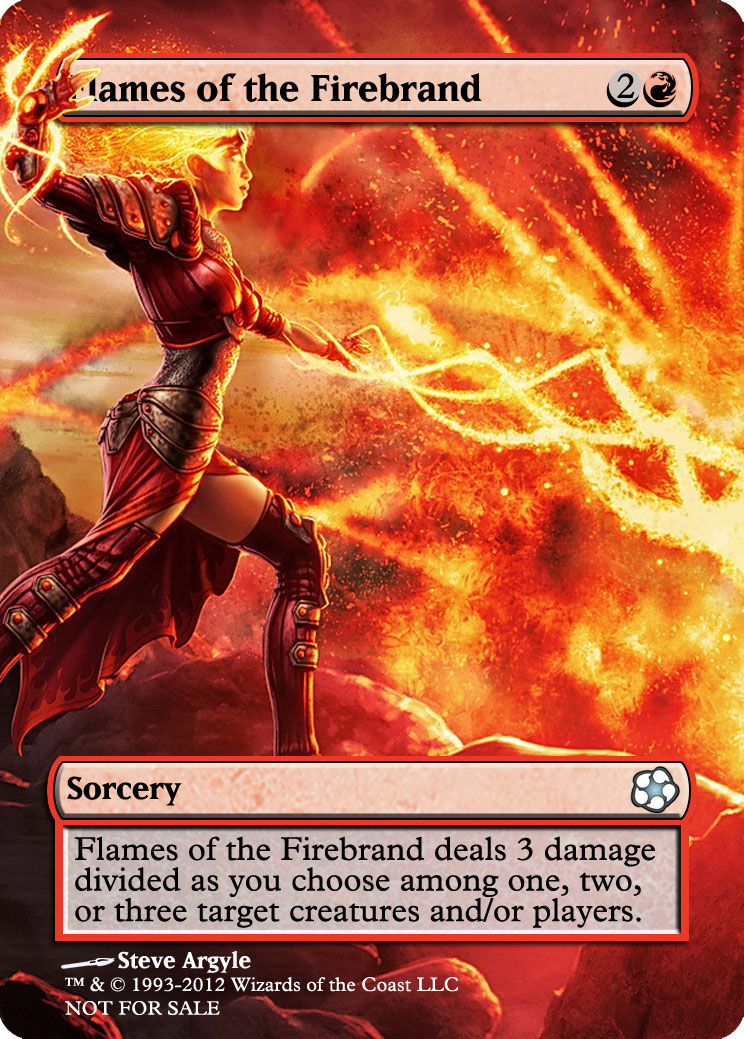 Flames of the Firebrand 2
Sorcery
Flames of the Firebrand deals 3 damage
divided as you choose among one, two,
or three target creatures and/or players.
Steve Argyle
™ & © 1993-2012 Wizards of the Coast LLC
NOT FOR SALE